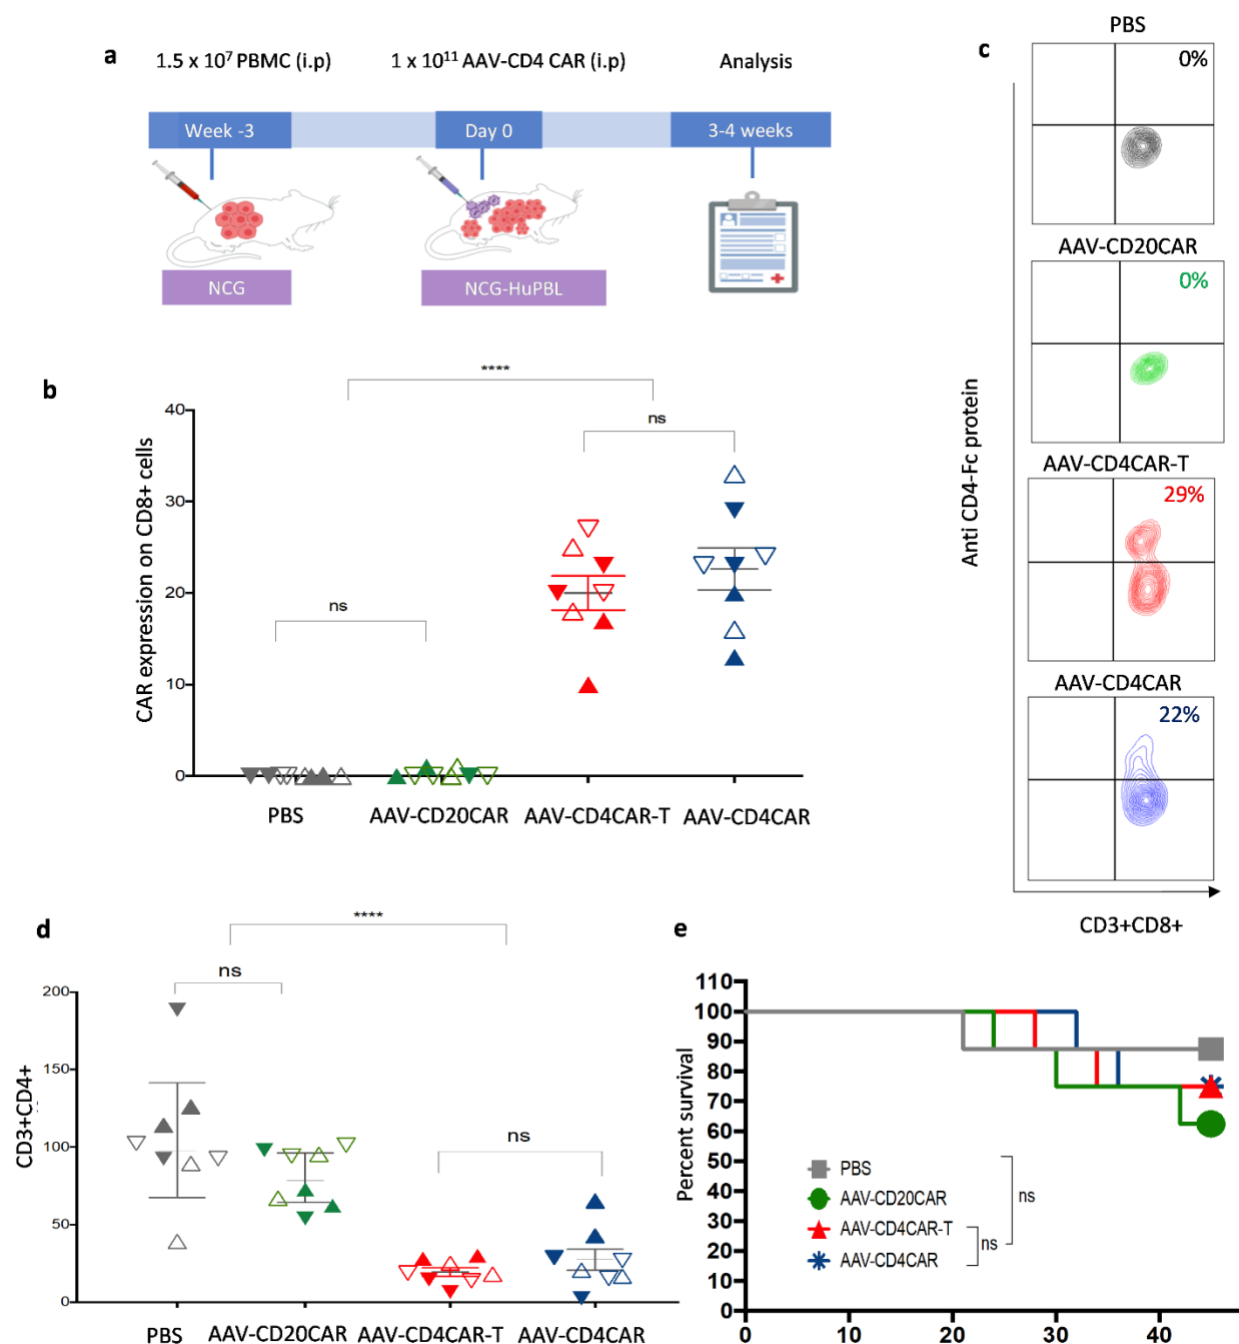 a
1.5 x 10⁷ PBMC (i.p)
1 x 10¹¹ AAV-CD4 CAR (i.p)
Analysis
Week -3
Day 0
3-4 weeks
NCG
NCG-HuPBL
b
CAR expression on CD8+ cells
40
30
20
10
0
****
ns
ns
PBS
AAV-CD20CAR
AAV-CD4CAR-T
AAV-CD4CAR
c
PBS
0%
AAV-CD20CAR
0%
AAV-CD4CAR-T
29%
AAV-CD4CAR
22%
Anti CD4-Fc protein
CD3+CD8+
d
CD3+CD4+
200
150
100
50
0
****
ns
ns
PBS
AAV-CD20CAR
AAV-CD4CAR-T
AAV-CD4CAR
e
Percent survival
110
100
90
80
70
60
50
40
30
20
10
0
0
10
20
30
40
PBS
AAV-CD20CAR
AAV-CD4CAR-T
AAV-CD4CAR
ns
ns